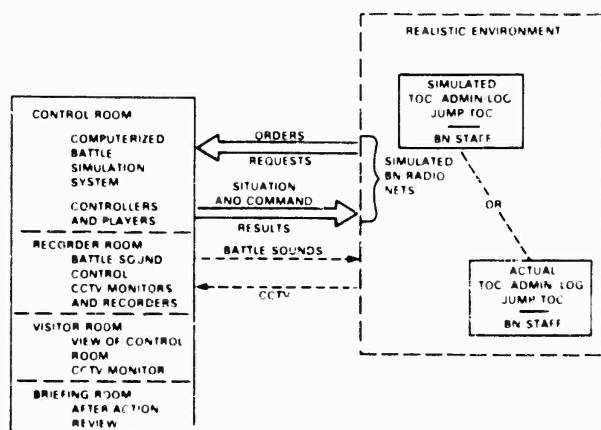 REALISTIC ENVIRONMENT
SIMULATED
TOC ADMIN-LOG
JUMP TOC
BN STAFF
CONTROL ROOM
COMPUTERIZED
BATTLE
SIMULATION
SYSTEM
CONTROLLERS
AND PLAYERS
ORDERS
REQUESTS
SITUATION
AND COMMAND
RESULTS
SIMULATED
BN RADIO
NETS
OR
RECORDER ROOM
BATTLE SOUND
CONTROL
CCTV MONITORS
AND RECORDERS
BATTLE SOUNDS
CCTV
ACTUAL
TOC ADMIN-LOG
JUMP TOC
BN STAFF
VISITOR ROOM
VIEW OF CONTROL
ROOM
CCTV MONITOR
BRIEFING ROOM
AFTER ACTION
REVIEW